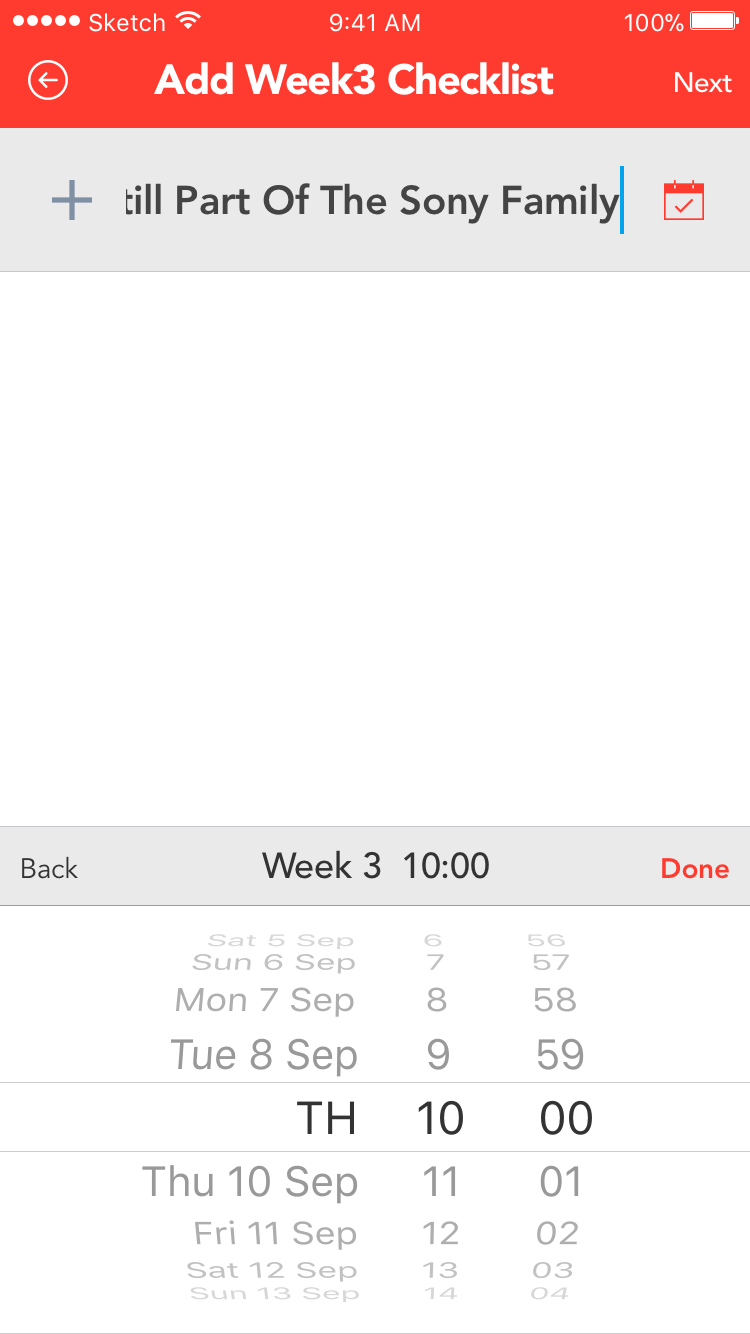 Sketch 9:41 AM 100%
Add Week3 Checklist Next
till Part Of The Sony Family
Back Week 3 10:00 Done
Sat 5 Sep 6 56
Sun 6 Sep 7 57
Mon 7 Sep 8 58
Tue 8 Sep 9 59
TH 10 00
Thu 10 Sep 11 01
Fri 11 Sep 12 02
Sat 12 Sep 13 03
Sun 13 Sep 14 04